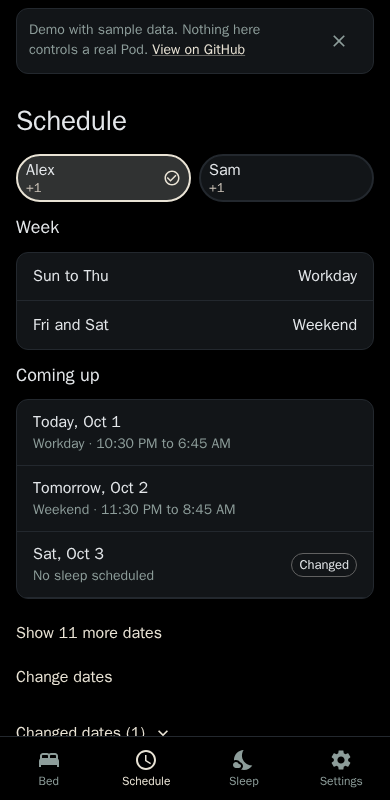 Demo with sample data. Nothing here
controls a real Pod. View on GitHub
Schedule
Alex
+1
Sam
+1
Week
Sun to Thu
Workday
Fri and Sat
Weekend
Coming up
Today, Oct 1
Workday · 10:30 PM to 6:45 AM
Tomorrow, Oct 2
Weekend · 11:30 PM to 8:45 AM
Sat, Oct 3
No sleep scheduled
Changed
Show 11 more dates
Change dates
Changed dates (1)
Bed
Schedule
Sleep
Settings